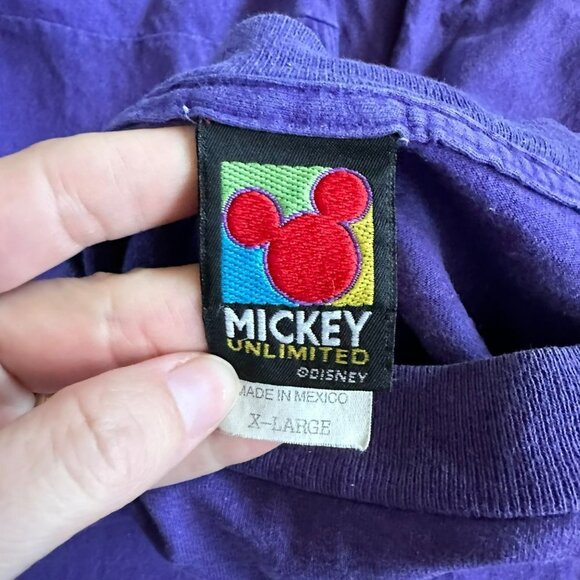 MICKEY
UNLIMITED
©DISNEY
MADE IN MEXICO
X-LARGE